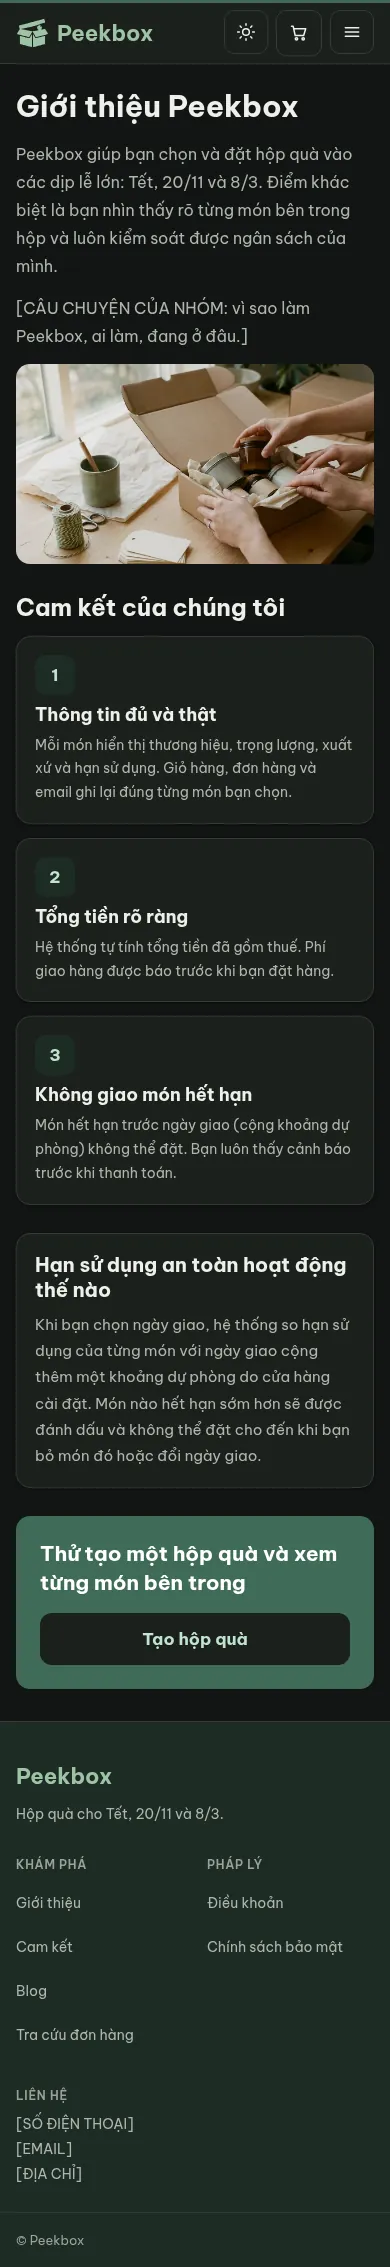 Peekbox
Giới thiệu Peekbox
Peekbox giúp bạn chọn và đặt hộp quà vào
các dịp lễ lớn: Tết, 20/11 và 8/3. Điểm khác
biệt là bạn nhìn thấy rõ từng món bên trong
hộp và luôn kiểm soát được ngân sách của
mình.
[CÂU CHUYỆN CỦA NHÓM: vì sao làm
Peekbox, ai làm, đang ở đâu.]
Cam kết của chúng tôi
1
Thông tin đủ và thật
Mỗi món hiển thị thương hiệu, trọng lượng, xuất
xứ và hạn sử dụng. Giỏ hàng, đơn hàng và
email ghi lại đúng từng món bạn chọn.
2
Tổng tiền rõ ràng
Hệ thống tự tính tổng tiền đã gồm thuế. Phí
giao hàng được báo trước khi bạn đặt hàng.
3
Không giao món hết hạn
Món hết hạn trước ngày giao (cộng khoảng dự
phòng) không thể đặt. Bạn luôn thấy cảnh báo
trước khi thanh toán.
Hạn sử dụng an toàn hoạt động
thế nào
Khi bạn chọn ngày giao, hệ thống so hạn sử
dụng của từng món với ngày giao cộng
thêm một khoảng dự phòng do cửa hàng
cài đặt. Món nào hết hạn sớm hơn sẽ được
đánh dấu và không thể đặt cho đến khi bạn
bỏ món đó hoặc đổi ngày giao.
Thử tạo một hộp quà và xem
từng món bên trong
Tạo hộp quà
Peekbox
Hộp quà cho Tết, 20/11 và 8/3.
KHÁM PHÁ
Giới thiệu
Cam kết
Blog
Tra cứu đơn hàng
PHÁP LÝ
Điều khoản
Chính sách bảo mật
LIÊN HỆ
[SỐ ĐIỆN THOẠI]
[EMAIL]
[ĐỊA CHỈ]
© Peekbox